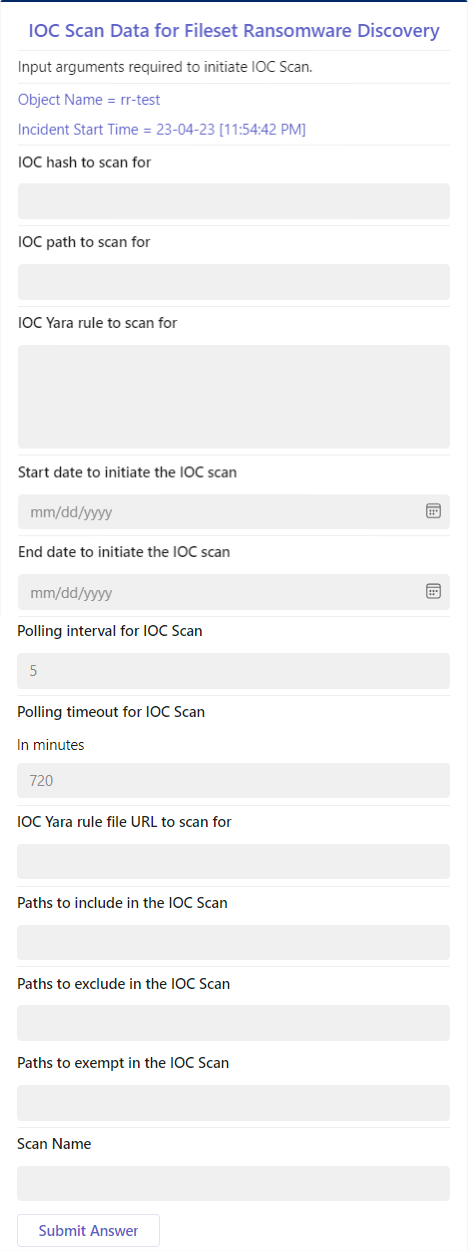 IOC Scan Data for Fileset Ransomware Discovery
Input arguments required to initiate IOC Scan.
Object Name = rr-test
Incident Start Time = 23-04-23 [11:54:42 PM]
IOC hash to scan for
IOC path to scan for
IOC Yara rule to scan for
Start date to initiate the IOC scan
mm/dd/yyyy
End date to initiate the IOC scan
mm/dd/yyyy
Polling interval for IOC Scan
5
Polling timeout for IOC Scan
In minutes
720
IOC Yara rule file URL to scan for
Paths to include in the IOC Scan
Paths to exclude in the IOC Scan
Paths to exempt in the IOC Scan
Scan Name
Submit Answer